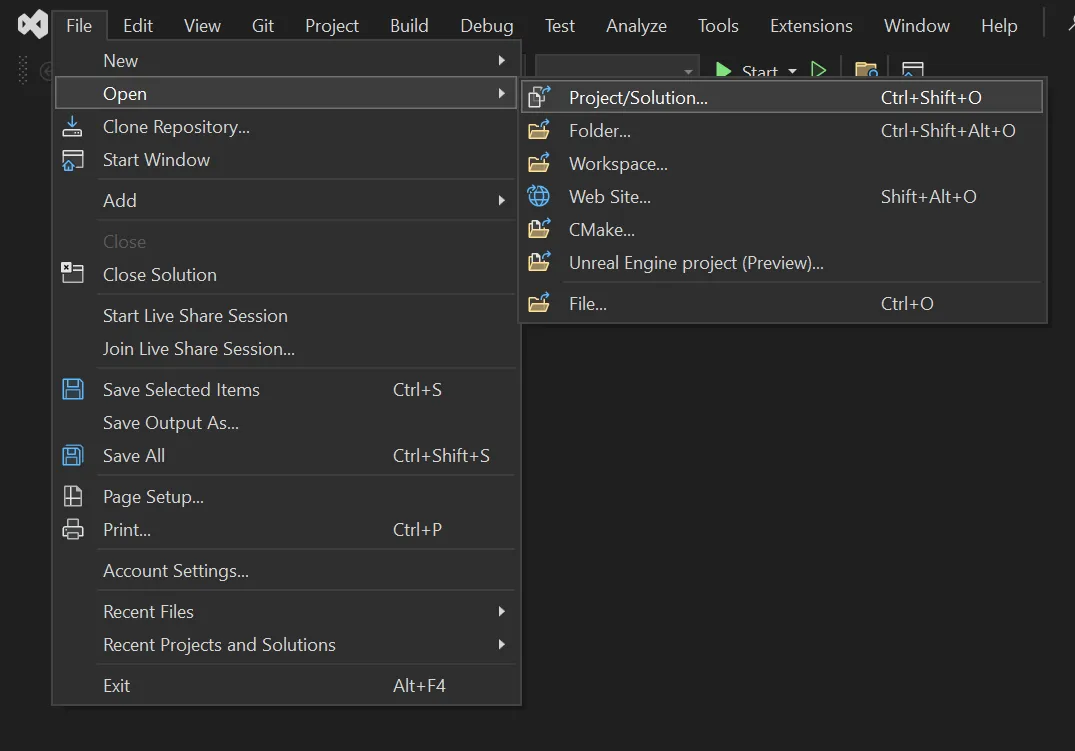 File Edit View Git Project Build Debug Test Analyze Tools Extensions Window Help
Start
New
Open
Clone Repository...
Start Window
Add
Close
Close Solution
Start Live Share Session
Join Live Share Session...
Save Selected Items Ctrl+S
Save Output As...
Save All Ctrl+Shift+S
Page Setup...
Print... Ctrl+P
Account Settings...
Recent Files
Recent Projects and Solutions
Exit Alt+F4
Project/Solution... Ctrl+Shift+O
Folder... Ctrl+Shift+Alt+O
Workspace...
Web Site... Shift+Alt+O
CMake...
Unreal Engine project (Preview)...
File... Ctrl+O